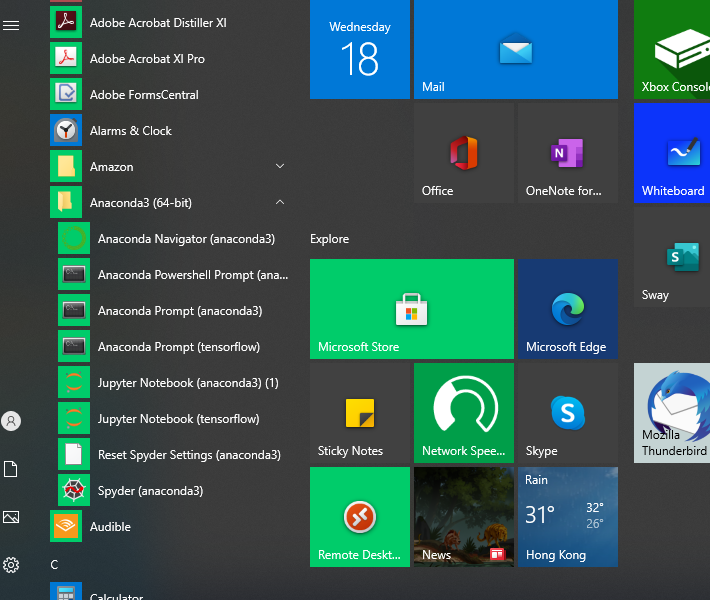 Adobe Acrobat Distiller XI
Adobe Acrobat XI Pro
Adobe FormsCentral
Alarms & Clock
Amazon
Anaconda3 (64-bit)
Anaconda Navigator (anaconda3)
Anaconda Powershell Prompt (ana...
Anaconda Prompt (anaconda3)
Anaconda Prompt (tensorflow)
Jupyter Notebook (anaconda3) (1)
Jupyter Notebook (tensorflow)
Reset Spyder Settings (anaconda3)
Spyder (anaconda3)
Audible
C
Calculator
Wednesday
18
Mail
Xbox Console
Office
N
OneNote for...
Whiteboard
S
Sway
Explore
Microsoft Store
Microsoft Edge
Sticky Notes
Network Spee...
S
Skype
Mozilla
Thunderbird
Remote Deskt...
News
Rain
31° 32°
26°
Hong Kong